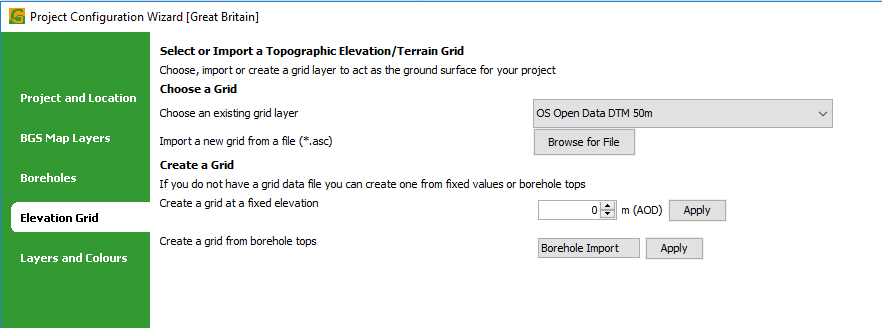 Project Configuration Wizard [Great Britain]
Select or Import a Topographic Elevation/Terrain Grid
Choose, import or create a grid layer to act as the ground surface for your project
Project and Location
Choose a Grid
Choose an existing grid layer OS Open Data DTM 50m
BGS Map Layers
Import a new grid from a file (*.asc) Browse for File
Create a Grid
Boreholes
If you do not have a grid data file you can create one from fixed values or borehole tops
Create a grid at a fixed elevation 0 m (AOD) Apply
Elevation Grid
Create a grid from borehole tops Borehole Import Apply
Layers and Colours